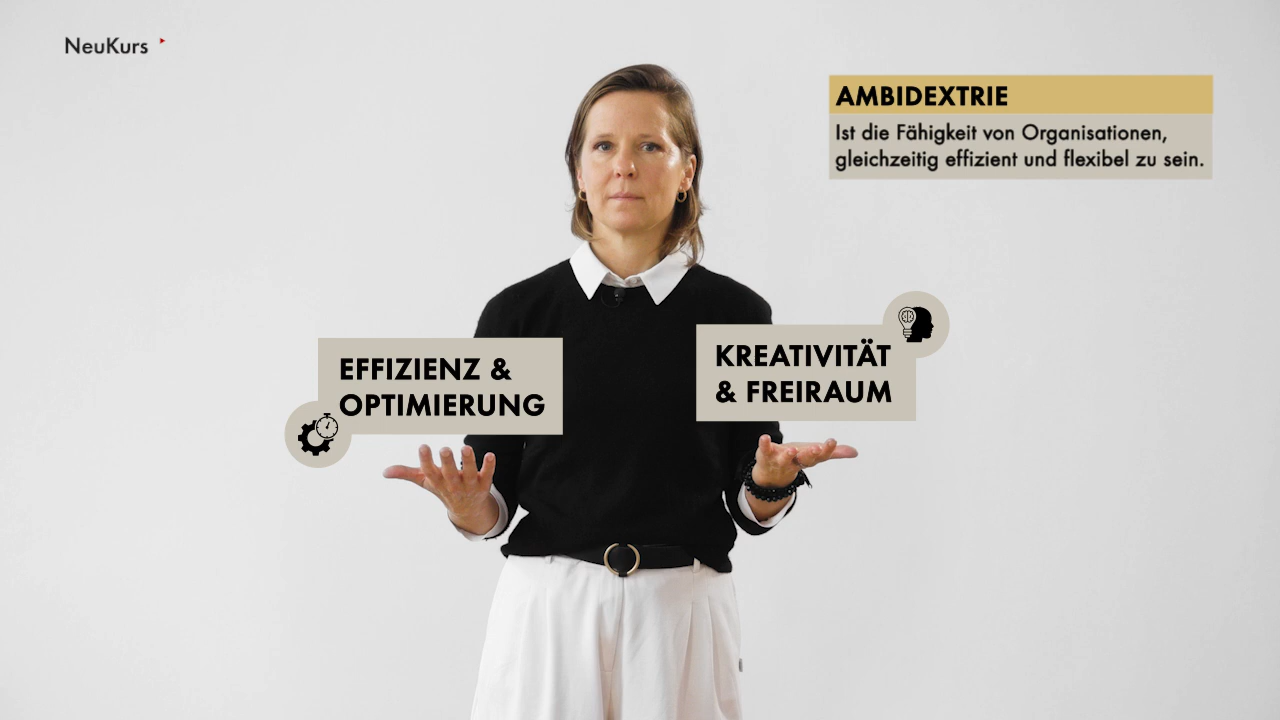 NeuKurs
AMBIDEXTRIE
Ist die Fähigkeit von Organisationen,
gleichzeitig effizient und flexibel zu sein.
EFFIZIENZ &
OPTIMIERUNG
KREATIVITÄT
& FREIRAUM